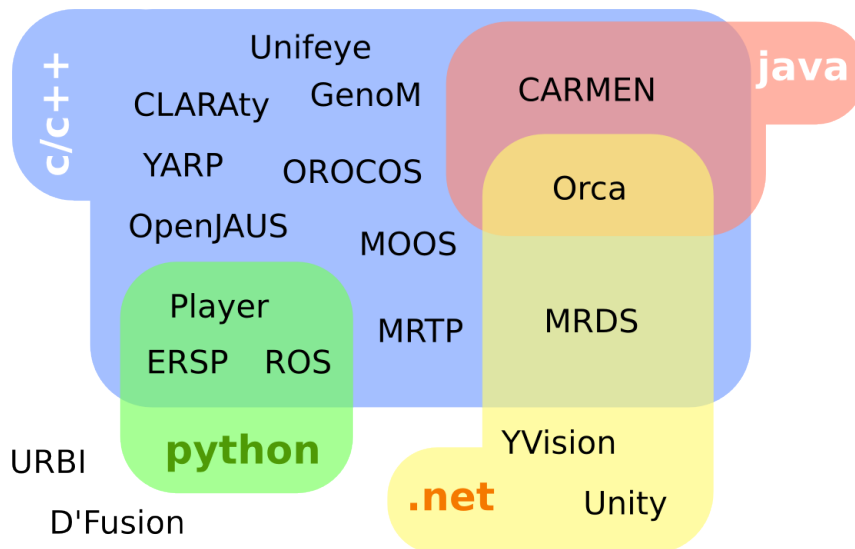 Unifeye
c/c++
java
CLARAty
GenoM
CARMEN
YARP
OROCOS
Orca
OpenJAUS
MOOS
Player
MRTP
MRDS
ERSP ROS
python
YVision
URBI
.net
Unity
D'Fusion